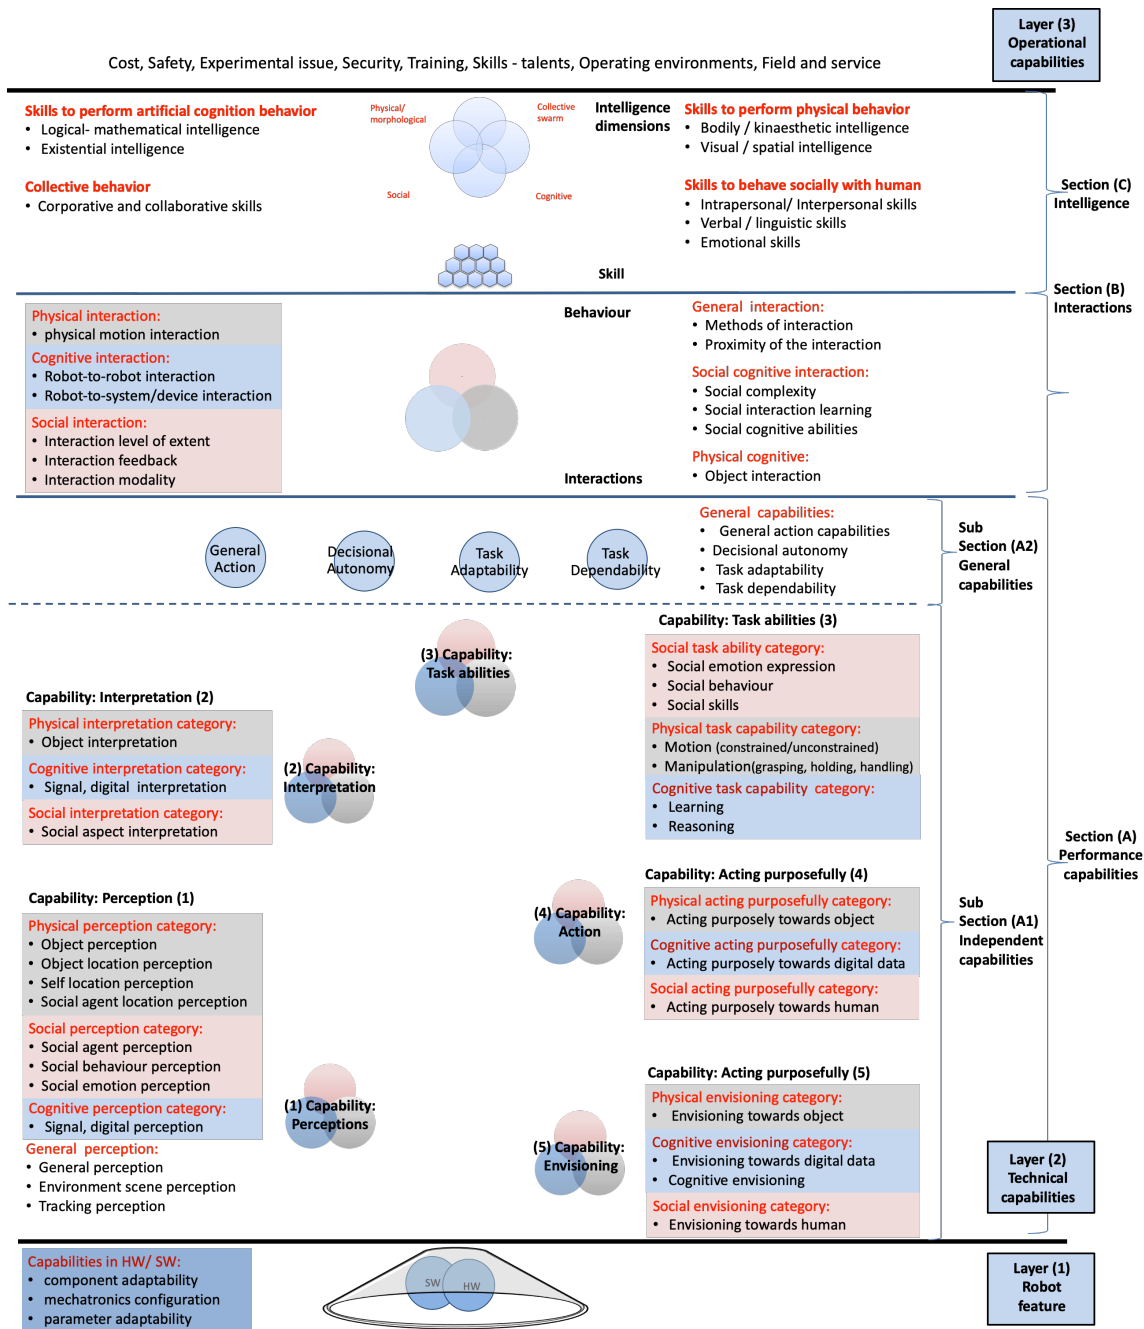 Layer (3)
Operational
capabilities
Cost, Safety, Experimental issue, Security, Training, Skills - talents, Operating environments, Field and service
Skills to perform artificial cognition behavior
• Logical- mathematical intelligence
• Existential intelligence
Collective behavior
• Corporative and collaborative skills
Physical/
morphological
Collective
swarm
Social
Cognitive
Intelligence
dimensions
Skill
Skills to perform physical behavior
• Bodily / kinaesthetic intelligence
• Visual / spatial intelligence
Skills to behave socially with human
• Intrapersonal/ Interpersonal skills
• Verbal / linguistic skills
• Emotional skills
Section (C)
Intelligence
Section (B)
Interactions
Physical interaction:
• physical motion interaction
Cognitive interaction:
• Robot-to-robot interaction
• Robot-to-system/device interaction
Social interaction:
• Interaction level of extent
• Interaction feedback
• Interaction modality
Behaviour
Interactions
General interaction:
• Methods of interaction
• Proximity of the interaction
Social cognitive interaction:
• Social complexity
• Social interaction learning
• Social cognitive abilities
Physical cognitive:
• Object interaction
General
Action
Decisional
Autonomy
Task
Adaptability
Task
Dependability
General capabilities:
• General action capabilities
• Decisional autonomy
• Task adaptability
• Task dependability
Sub
Section (A2)
General
capabilities
Capability: Task abilities (3)
Social task ability category:
• Social emotion expression
• Social behaviour
• Social skills
Physical task capability category:
• Motion (constrained/unconstrained)
• Manipulation(grasping, holding, handling)
Cognitive task capability category:
• Learning
• Reasoning
(3) Capability:
Task abilities
Capability: Interpretation (2)
Physical interpretation category:
• Object interpretation
Cognitive interpretation category:
• Signal, digital interpretation
Social interpretation category:
• Social aspect interpretation
(2) Capability:
Interpretation
Section (A)
Performance
capabilities
Capability: Acting purposefully (4)
Physical acting purposefully category:
• Acting purposely towards object
Cognitive acting purposefully category:
• Acting purposely towards digital data
Social acting purposefully category:
• Acting purposely towards human
(4) Capability:
Action
Sub
Section (A1)
Independent
capabilities
Capability: Perception (1)
Physical perception category:
• Object perception
• Object location perception
• Self location perception
• Social agent location perception
Social perception category:
• Social agent perception
• Social behaviour perception
• Social emotion perception
Cognitive perception category:
• Signal, digital perception
General perception:
• General perception
• Environment scene perception
• Tracking perception
(1) Capability:
Perceptions
Capability: Acting purposefully (5)
Physical envisioning category:
• Envisioning towards object
Cognitive envisioning category:
• Envisioning towards digital data
• Cognitive envisioning
Social envisioning category:
• Envisioning towards human
(5) Capability:
Envisioning
Layer (2)
Technical
capabilities
Capabilities in HW/ SW:
• component adaptability
• mechatronics configuration
• parameter adaptability
SW
HW
Layer (1)
Robot
feature